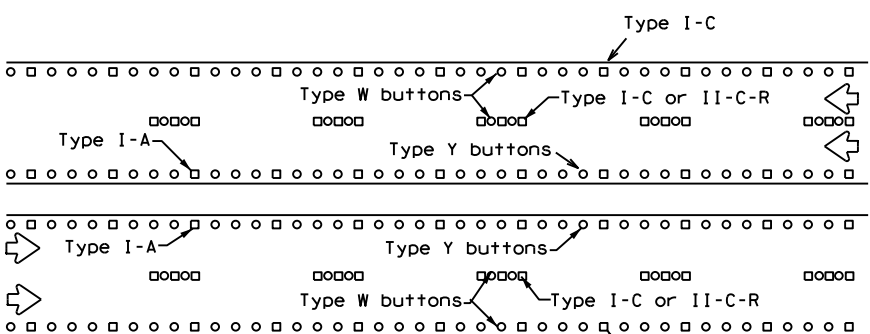 Type I-C
Type W buttons
Type I-C or II-C-R
Type I-A
Type Y buttons
Type I-A
Type Y buttons
Type W buttons
Type I-C or II-C-R